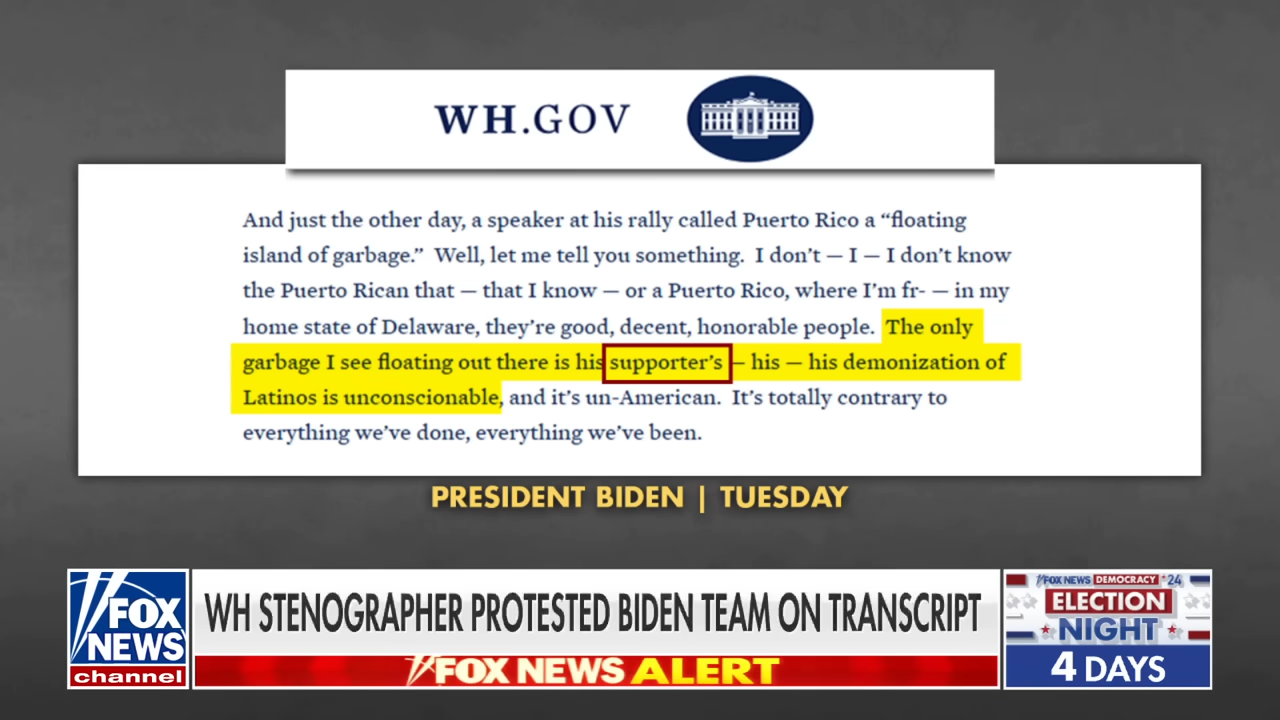 WH.GOV
And just the other day, a speaker at his rally called Puerto Rico a “floating
island of garbage.”  Well, let me tell you something.  I don’t — I — I don’t know
the Puerto Rican that — that I know — or a Puerto Rico, where I’m fr- — in my
home state of Delaware, they’re good, decent, honorable people.  The only
garbage I see floating out there is his supporter’s — his — his demonization of
Latinos is unconscionable, and it’s un-American.  It’s totally contrary to
everything we’ve done, everything we’ve been.
PRESIDENT BIDEN | TUESDAY
FOX
NEWS
channel
WH STENOGRAPHER PROTESTED BIDEN TEAM ON TRANSCRIPT
FOX NEWS ALERT
FOX NEWS DEMOCRACY '24
ELECTION
NIGHT
4 DAYS